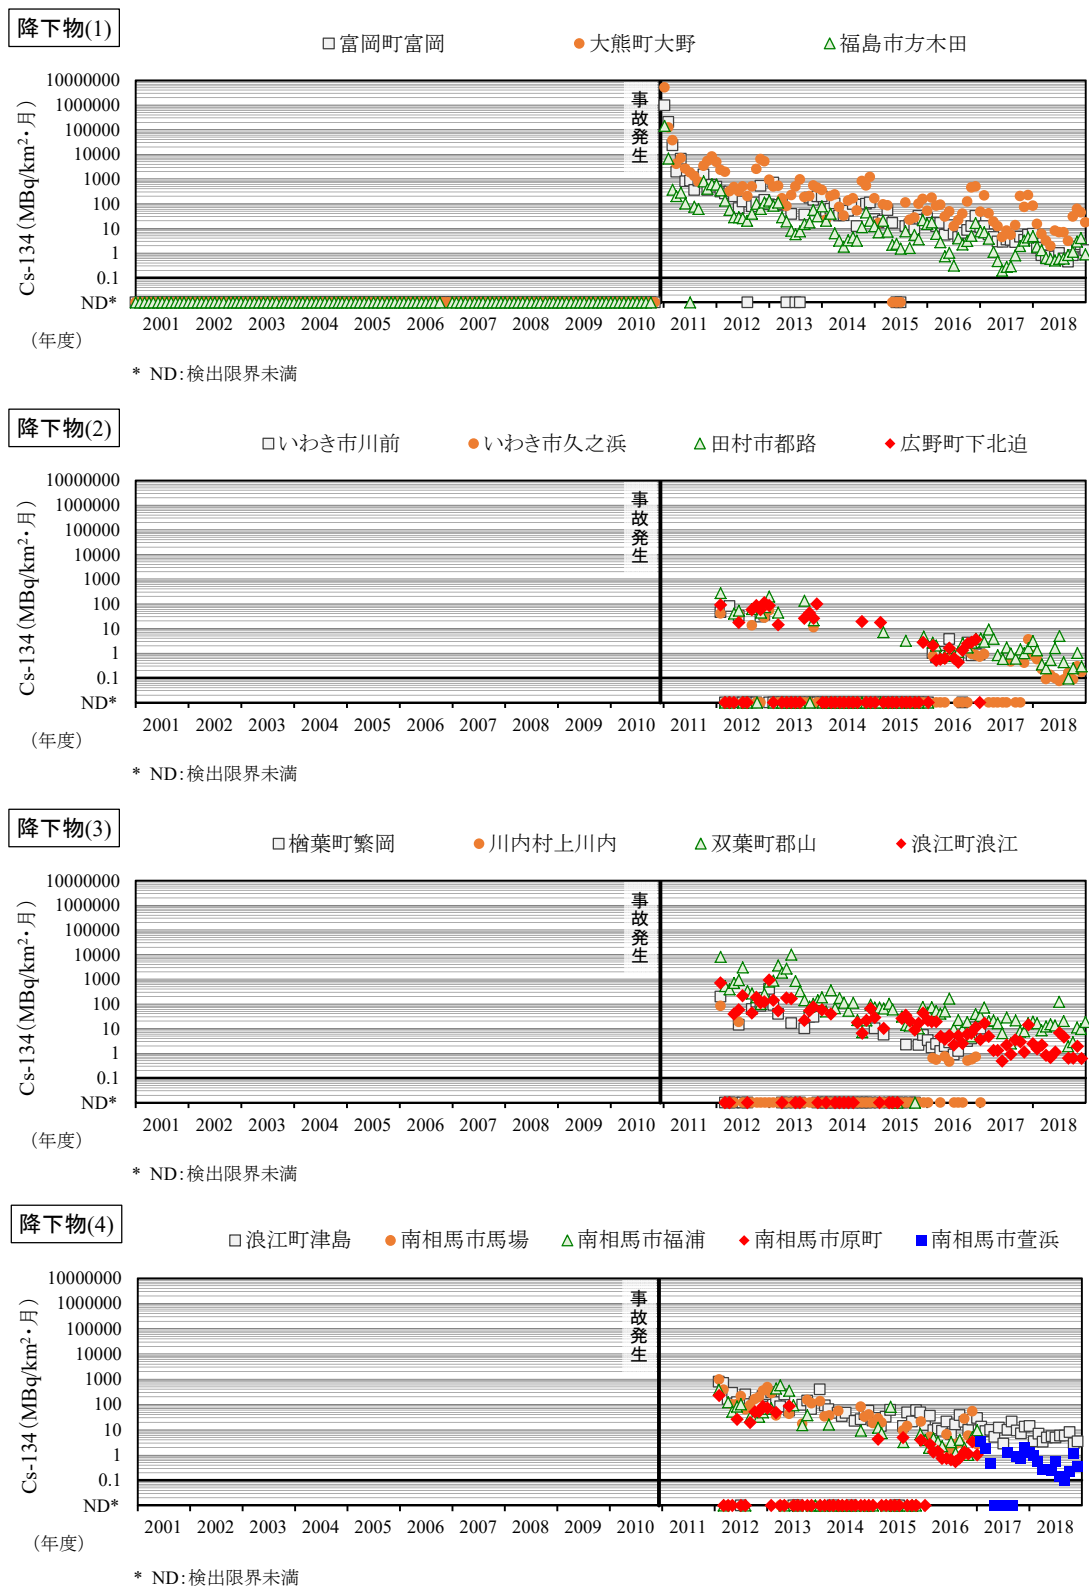 降下物(1)
富岡町富岡 大熊町大野 福島市方木田
Cs-134 (MBq/km²・月)
10000000
1000000
100000
10000
1000
100
10
1
0.1
ND*
事故発生
2001 2002 2003 2004 2005 2006 2007 2008 2009 2010 2011 2012 2013 2014 2015 2016 2017 2018
(年度)
* ND:検出限界未満
降下物(2)
いわき市川前 いわき市久之浜 田村市都路 広野町下北迫
Cs-134 (MBq/km²・月)
10000000
1000000
100000
10000
1000
100
10
1
0.1
ND*
事故発生
2001 2002 2003 2004 2005 2006 2007 2008 2009 2010 2011 2012 2013 2014 2015 2016 2017 2018
(年度)
* ND:検出限界未満
降下物(3)
楢葉町繁岡 川内村上川内 双葉町郡山 浪江町浪江
Cs-134 (MBq/km²・月)
10000000
1000000
100000
10000
1000
100
10
1
0.1
ND*
事故発生
2001 2002 2003 2004 2005 2006 2007 2008 2009 2010 2011 2012 2013 2014 2015 2016 2017 2018
(年度)
* ND:検出限界未満
降下物(4)
浪江町津島 南相馬市馬場 南相馬市福浦 南相馬市原町 南相馬市萱浜
Cs-134 (MBq/km²・月)
10000000
1000000
100000
10000
1000
100
10
1
0.1
ND*
事故発生
2001 2002 2003 2004 2005 2006 2007 2008 2009 2010 2011 2012 2013 2014 2015 2016 2017 2018
(年度)
* ND:検出限界未満